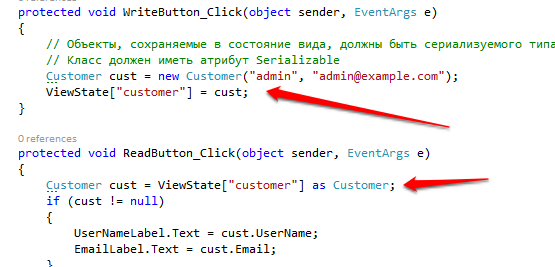 0 references
protected void WriteButton_Click(object sender, EventArgs e)
{
// Объекты, сохраняемые в состояние вида, должны быть сериализуемого типа
// Класс должен иметь атрибут Serializable
Customer cust = new Customer("admin", "admin@example.com");
ViewState["customer"] = cust;
}
0 references
protected void ReadButton_Click(object sender, EventArgs e)
{
Customer cust = ViewState["customer"] as Customer;
if (cust != null)
{
UserNameLabel.Text = cust.UserName;
EmailLabel.Text = cust.Email;
}